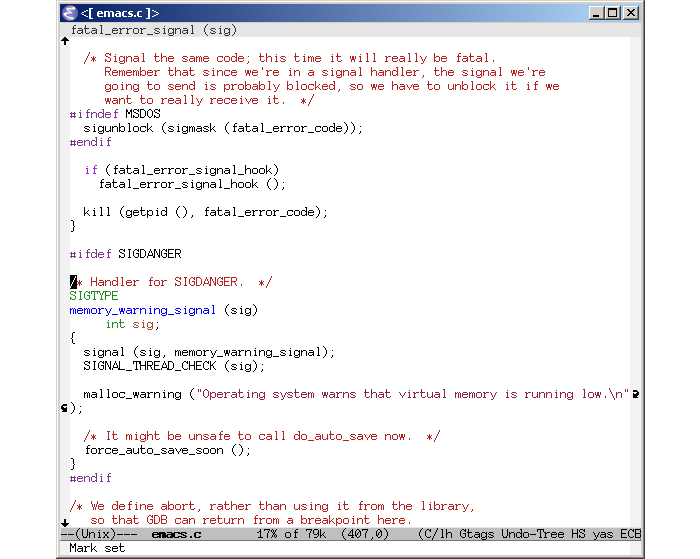 <[ emacs.c ]>
fatal_error_signal (sig)
/* Signal the same code; this time it will really be fatal.
Remember that since we're in a signal handler, the signal we're
going to send is probably blocked, so we have to unblock it if we
want to really receive it.  */
#ifndef MSDOS
sigunblock (sigmask (fatal_error_code));
#endif
if (fatal_error_signal_hook)
fatal_error_signal_hook ();
kill (getpid (), fatal_error_code);
}
#ifdef SIGDANGER
/* Handler for SIGDANGER.  */
SIGTYPE
memory_warning_signal (sig)
int sig;
{
signal (sig, memory_warning_signal);
SIGNAL_THREAD_CHECK (sig);
malloc_warning ("Operating system warns that virtual memory is running low.\n"
);
/* It might be unsafe to call do_auto_save now.  */
force_auto_save_soon ();
}
#endif
/* We define abort, rather than using it from the library,
so that GDB can return from a breakpoint here.
--(Unix)---  emacs.c        17% of 79k  (407,0)    (C/lh Gtags Undo-Tree HS yas ECB
Mark set